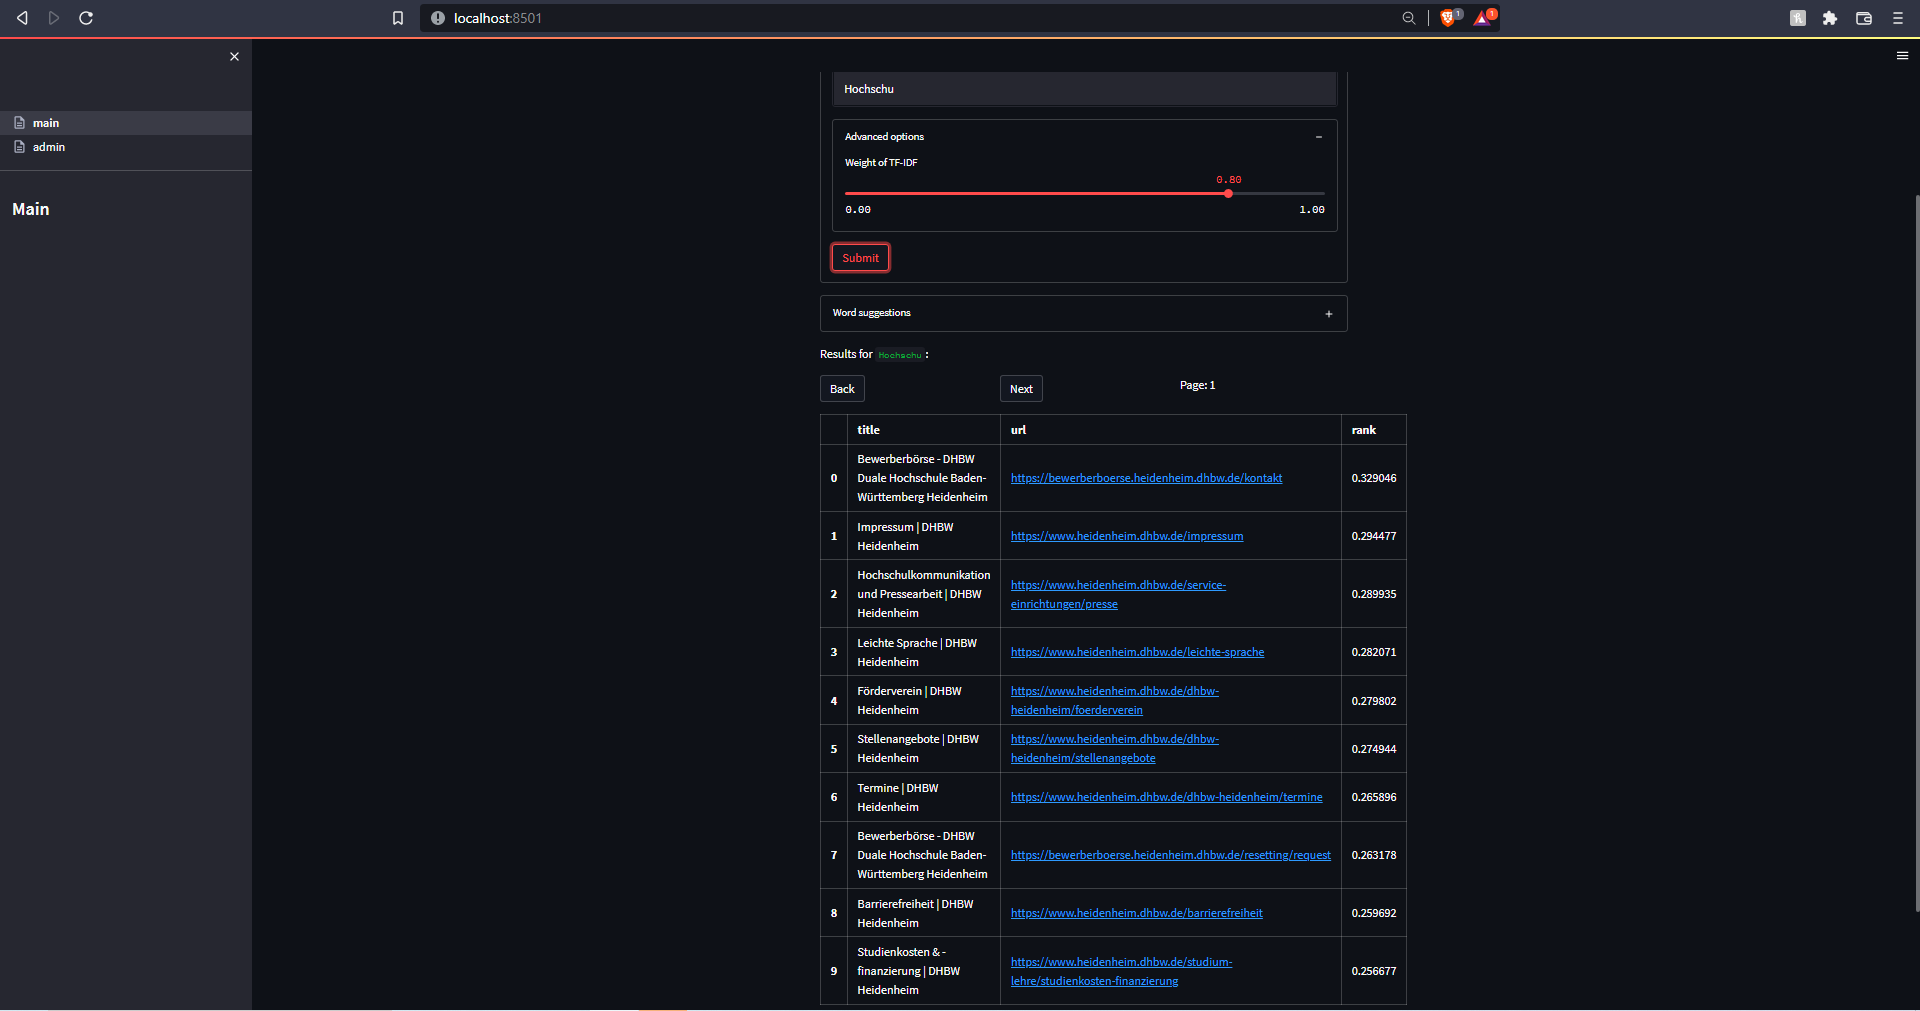 localhost:8501
1
1
main
admin
Main
Hochschu
Advanced options
Weight of TF-IDF
0.80
0.00 1.00
Submit
Word suggestions
Results for Hochschu :
Back Next Page: 1
title url rank
0 Bewerberbörse - DHBW
Duale Hochschule Baden-
Württemberg Heidenheim
https://bewerberboerse.heidenheim.dhbw.de/kontakt
0.329046
1 Impressum | DHBW
Heidenheim
https://www.heidenheim.dhbw.de/impressum
0.294477
2 Hochschulkommunikation
und Pressearbeit | DHBW
Heidenheim
https://www.heidenheim.dhbw.de/service-
einrichtungen/presse
0.289935
3 Leichte Sprache | DHBW
Heidenheim
https://www.heidenheim.dhbw.de/leichte-sprache
0.282071
4 Förderverein | DHBW
Heidenheim
https://www.heidenheim.dhbw.de/dhbw-
heidenheim/foerderverein
0.279802
5 Stellenangebote | DHBW
Heidenheim
https://www.heidenheim.dhbw.de/dhbw-
heidenheim/stellenangebote
0.274944
6 Termine | DHBW
Heidenheim
https://www.heidenheim.dhbw.de/dhbw-heidenheim/termine
0.265896
7 Bewerberbörse - DHBW
Duale Hochschule Baden-
Württemberg Heidenheim
https://bewerberboerse.heidenheim.dhbw.de/resetting/request
0.263178
8 Barrierefreiheit | DHBW
Heidenheim
https://www.heidenheim.dhbw.de/barrierefreiheit
0.259692
9 Studienkosten & -
finanzierung | DHBW
Heidenheim
https://www.heidenheim.dhbw.de/studium-
lehre/studienkosten-finanzierung
0.256677